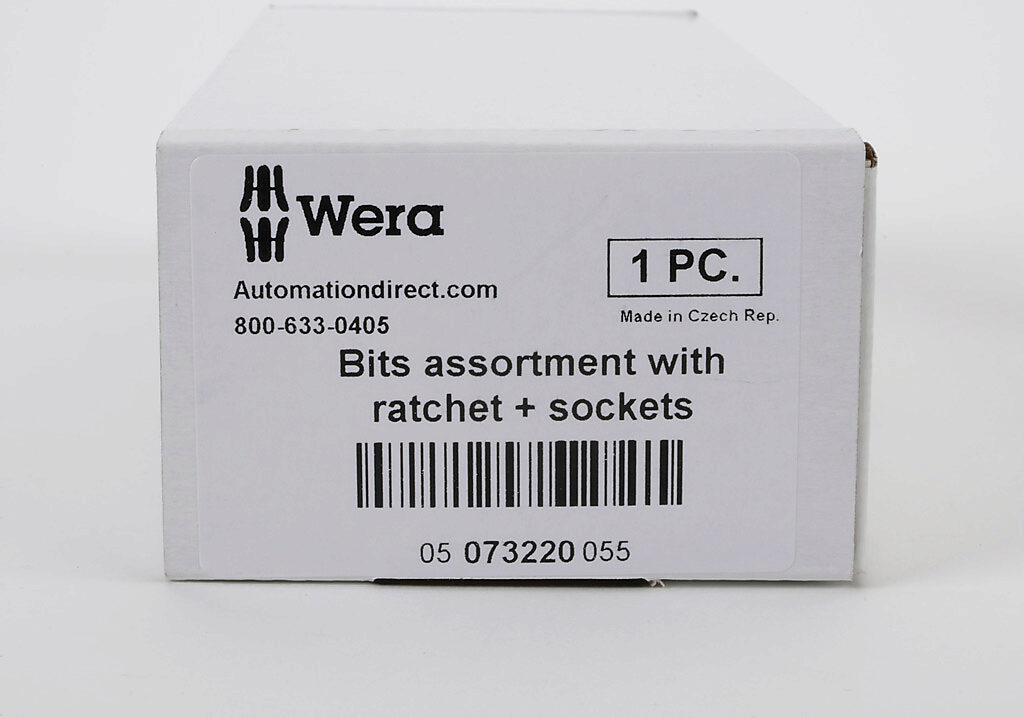 Wera
Automationdirect.com
800-633-0405
1 PC.
Made in Czech Rep.
Bits assortment with
ratchet + sockets
05 073220 055